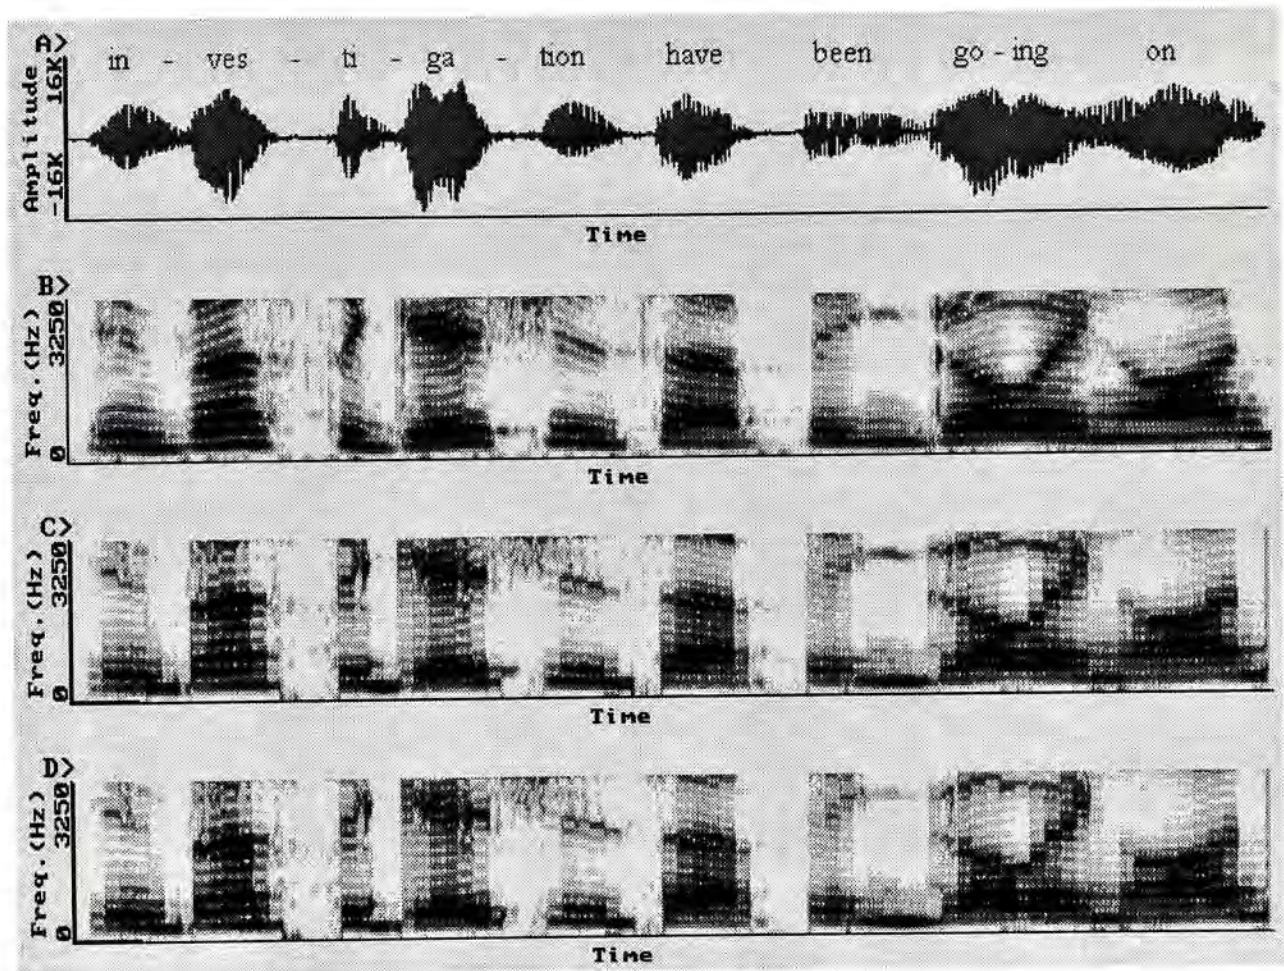 A>
in - ves - ti - ga - tion have been go - ing on
Amplitude
-16K 16K
Time
B>
Freq.(Hz)
0 3250
Time
C>
Freq.(Hz)
0 3250
Time
D>
Freq.(Hz)
0 3250
Time